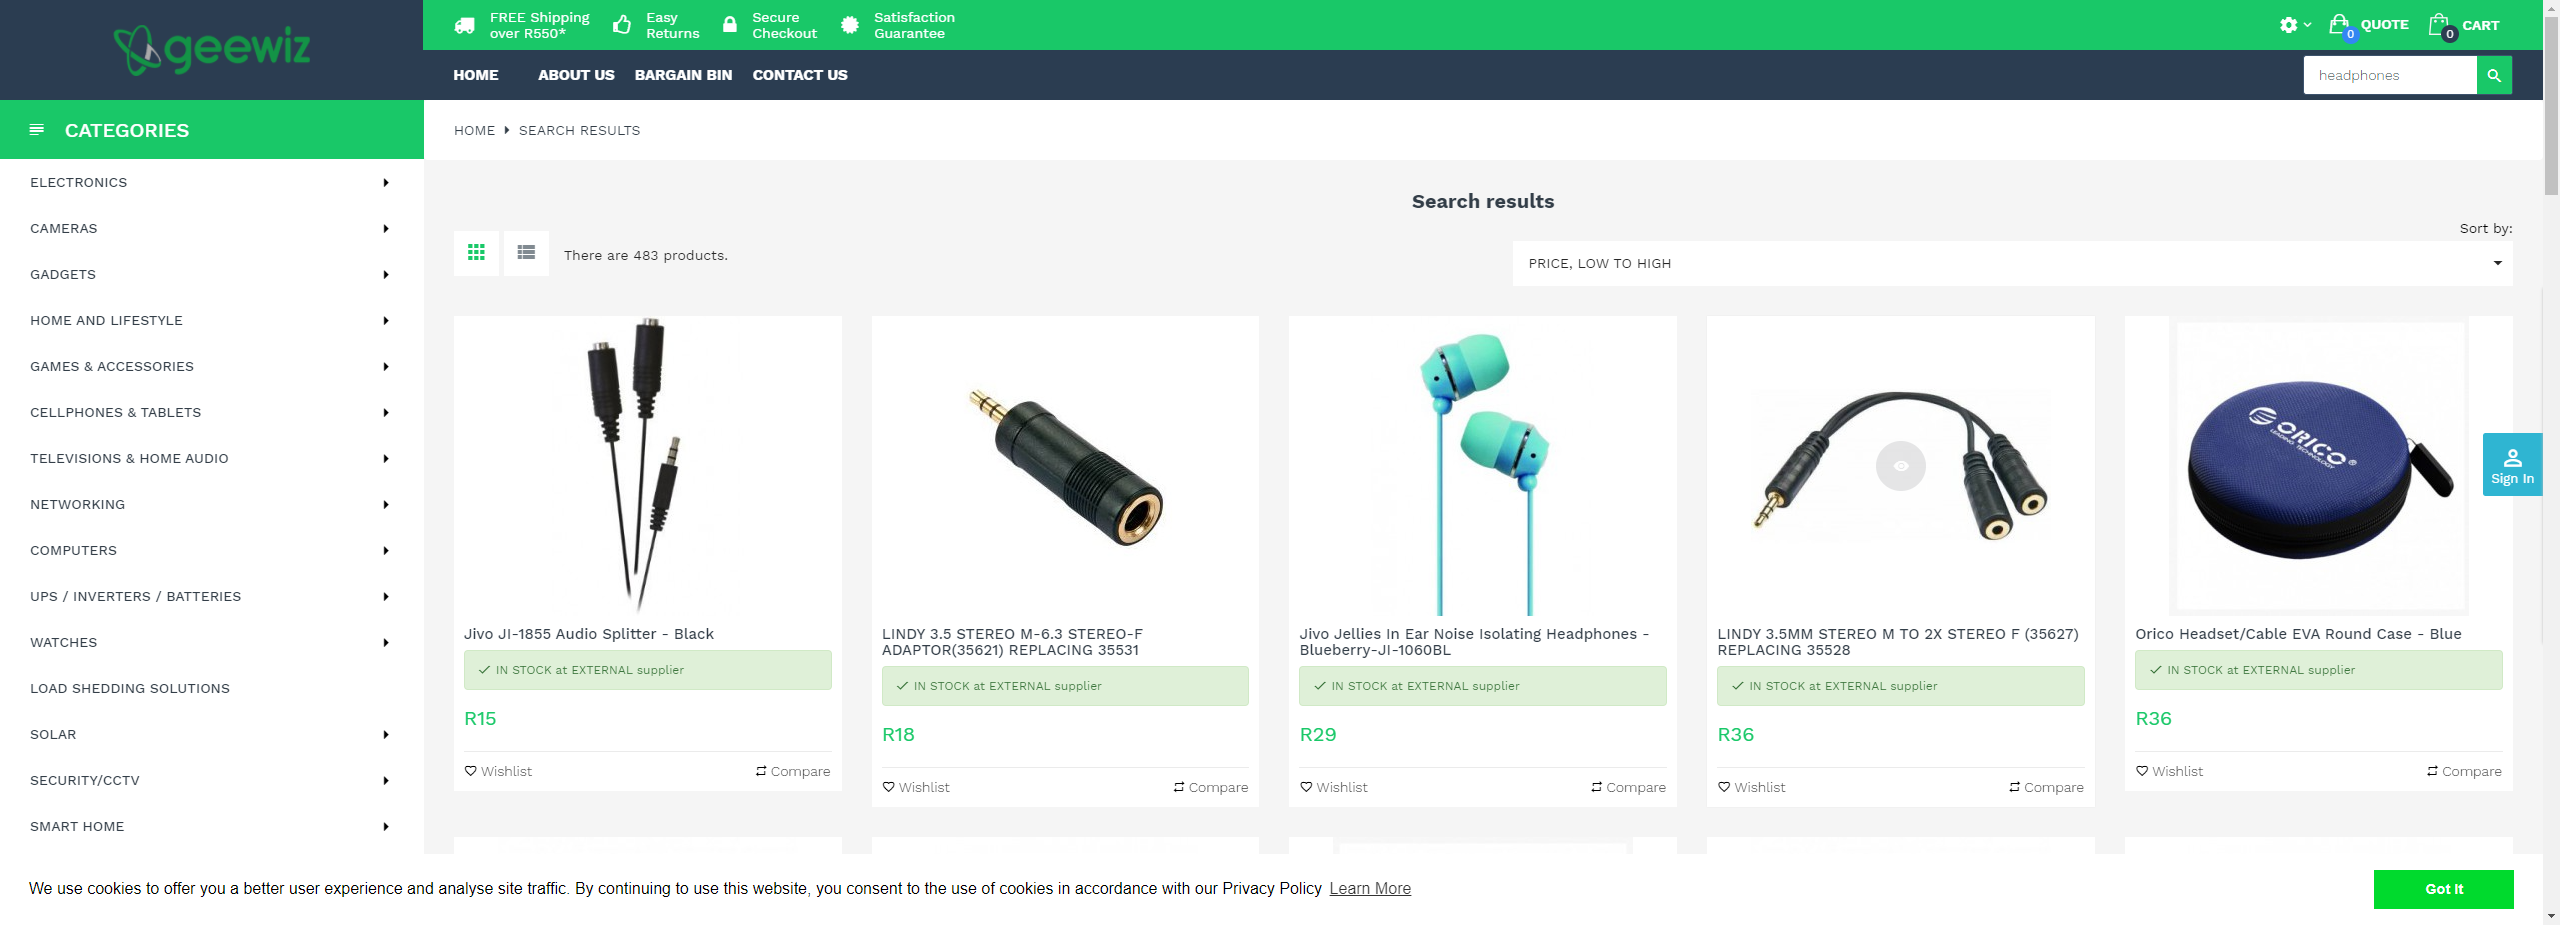 geewiz
FREE Shipping
over R550*
Easy
Returns
Secure
Checkout
Satisfaction
Guarantee
0
QUOTE
0
CART
HOME
ABOUT US
BARGAIN BIN
CONTACT US
headphones
CATEGORIES
HOME
SEARCH RESULTS
ELECTRONICS
CAMERAS
GADGETS
HOME AND LIFESTYLE
GAMES & ACCESSORIES
CELLPHONES & TABLETS
TELEVISIONS & HOME AUDIO
NETWORKING
COMPUTERS
UPS / INVERTERS / BATTERIES
WATCHES
LOAD SHEDDING SOLUTIONS
SOLAR
SECURITY/CCTV
SMART HOME
Search results
Sort by:
There are 483 products.
PRICE, LOW TO HIGH
Jivo JI-1855 Audio Splitter - Black
IN STOCK at EXTERNAL supplier
R15
Wishlist
Compare
LINDY 3.5 STEREO M-6.3 STEREO-F
ADAPTOR(35621) REPLACING 35531
IN STOCK at EXTERNAL supplier
R18
Wishlist
Compare
Jivo Jellies In Ear Noise Isolating Headphones -
Blueberry-JI-1060BL
IN STOCK at EXTERNAL supplier
R29
Wishlist
Compare
LINDY 3.5MM STEREO M TO 2X STEREO F (35627)
REPLACING 35528
IN STOCK at EXTERNAL supplier
R36
Wishlist
Compare
ORICO
LEADING TECHNOLOGY
Orico Headset/Cable EVA Round Case - Blue
IN STOCK at EXTERNAL supplier
R36
Wishlist
Compare
Sign In
We use cookies to offer you a better user experience and analyse site traffic. By continuing to use this website, you consent to the use of cookies in accordance with our Privacy Policy Learn More
Got It